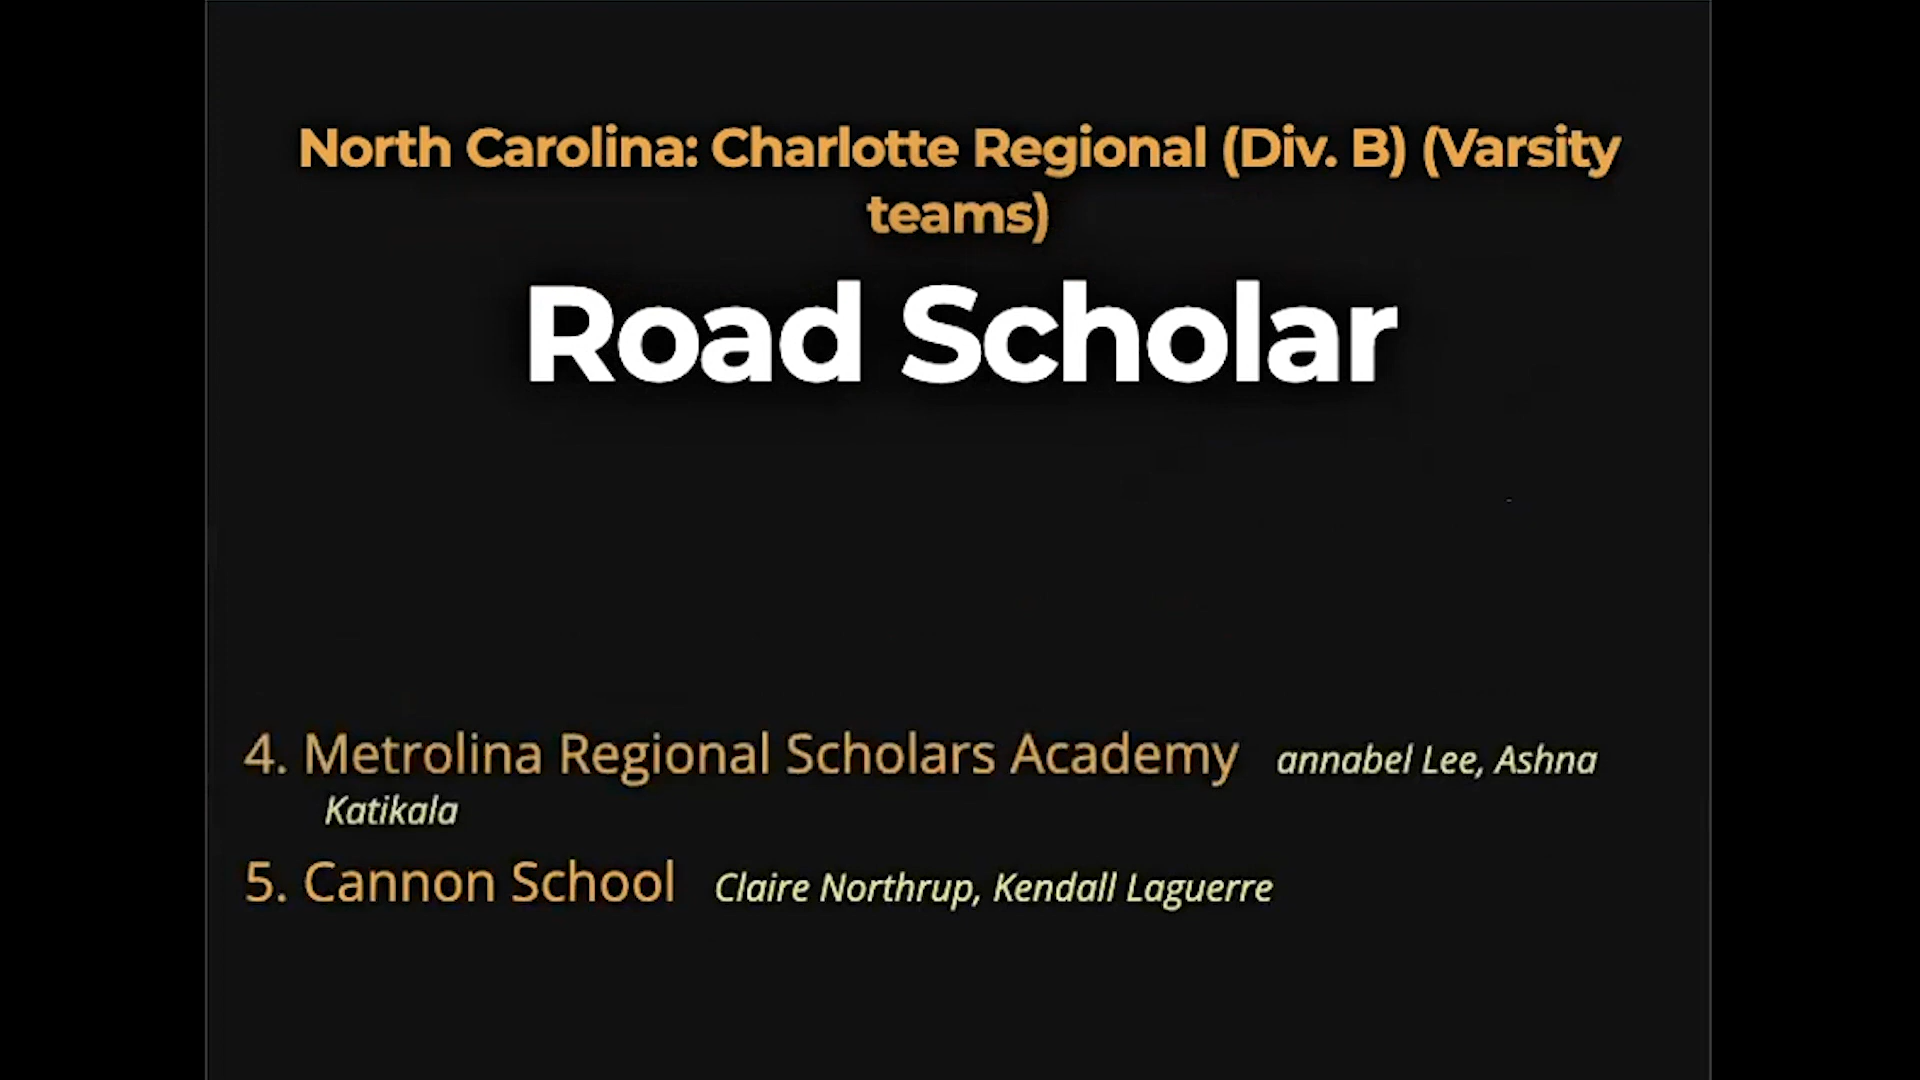 North Carolina: Charlotte Regional (Div. B) (Varsity
teams)
Road Scholar
4. Metrolina Regional Scholars Academy annabel Lee, Ashna
Katikala
5. Cannon School Claire Northrup, Kendall Laguerre